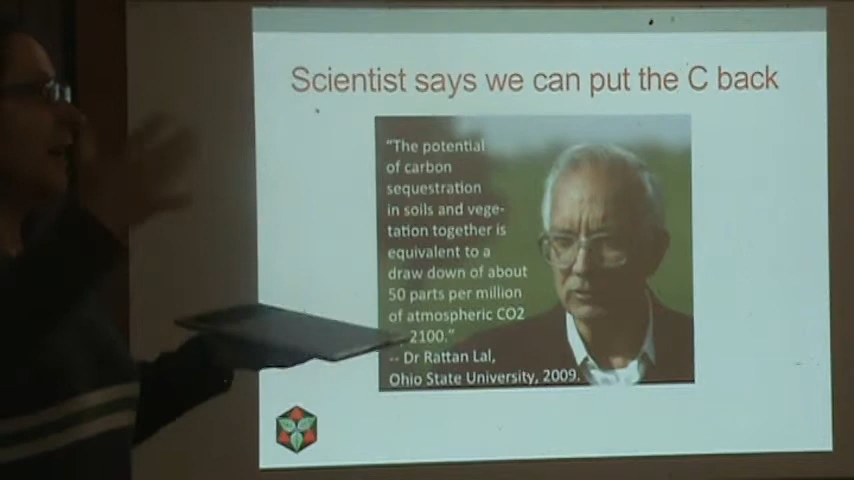 Scientist says we can put the C back
"The potential
of carbon
sequestration
in soils and vege-
tation together is
equivalent to a
draw down of about
50 parts per million
of atmospheric CO2
2100."
-- Dr Rattan Lal,
Ohio State University, 2009.